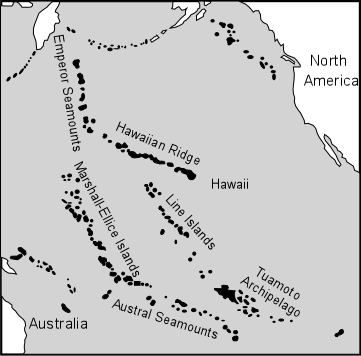 North
America
Emperor Seamounts
Hawaiian Ridge
Hawaii
Marshall-Ellice Islands
Line Islands
Tuamoto
Archipelago
Austral Seamounts
Australia